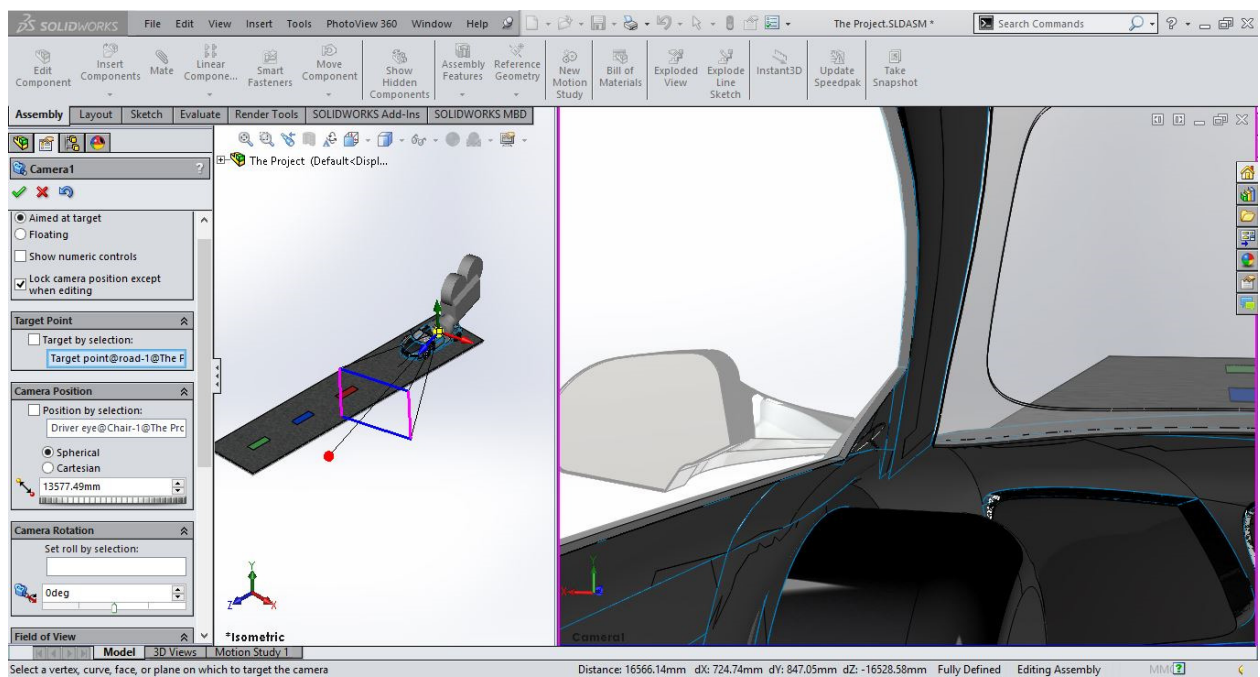 SOLIDWORKS File Edit View Insert Tools PhotoView 360 Window Help The Project.SLDASM * Search Commands
Edit Component
Insert Components
Mate
Linear Compone...
Smart Fasteners
Move Component
Show Hidden Components
Assembly Features
Reference Geometry
New Motion Study
Bill of Materials
Exploded View
Explode Line Sketch
Instant3D
Update Speedpak
Take Snapshot
Assembly Layout Sketch Evaluate Render Tools SOLIDWORKS Add-Ins SOLIDWORKS MBD
The Project (Default<Displ...
Camera1 ?
Aimed at target
Floating
Show numeric controls
Lock camera position except
when editing
Target Point
Target by selection:
Target point@road-1@The P
Camera Position
Position by selection:
Driver eye@Chair-1@The Prc
Spherical
Cartesian
13577.49mm
Camera Rotation
Set roll by selection:
0deg
Field of View
Y
Z
X
*Isometric
Y
X
Camera1
Model 3D Views Motion Study 1
Select a vertex, curve, face, or plane on which to target the camera Distance: 16566.14mm dX: 724.74mm dY: 847.05mm dZ: -16528.58mm Fully Defined Editing Assembly